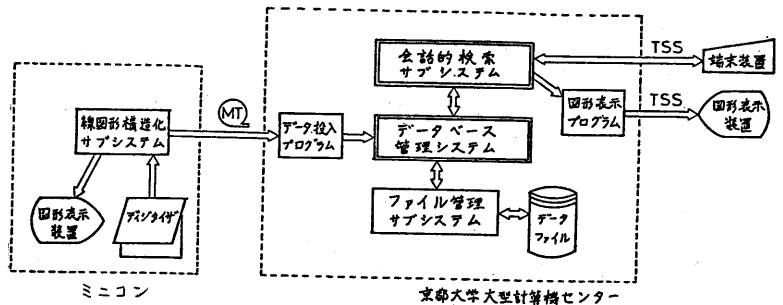 線図形構造化
サブシステム
図形表示
装置
ディジタイザ
ミニコン
MT
データ投入
プログラム
会話的検索
サブシステム
データベース
管理システム
ファイル管理
サブシステム
データ
ファイル
図形表示
プログラム
TSS
端末装置
TSS
図形表示
装置
京都大学大型計算機センター